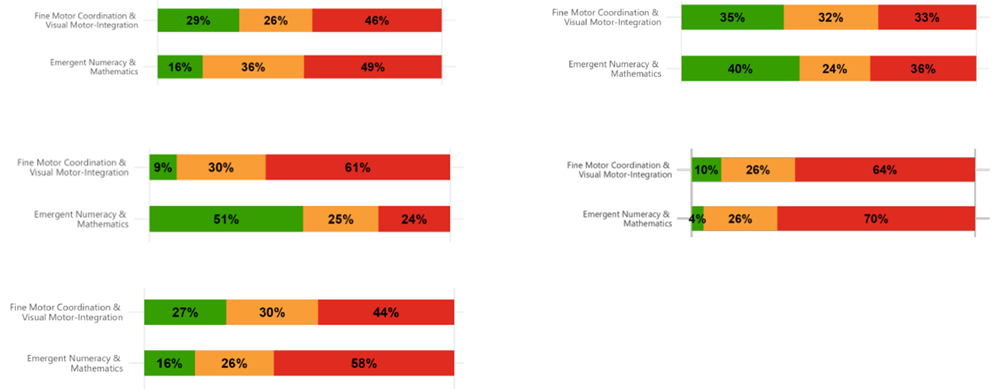 Fine Motor Coordination &
Visual Motor-Integration
29% 26% 46%
Emergent Numeracy &
Mathematics
16% 36% 49%
Fine Motor Coordination &
Visual Motor-Integration
35% 32% 33%
Emergent Numeracy &
Mathematics
40% 24% 36%
Fine Motor Coordination &
Visual Motor-Integration
9% 30% 61%
Emergent Numeracy &
Mathematics
51% 25% 24%
Fine Motor Coordination &
Visual Motor-Integration
10% 26% 64%
Emergent Numeracy &
Mathematics
4% 26% 70%
Fine Motor Coordination &
Visual Motor-Integration
27% 30% 44%
Emergent Numeracy &
Mathematics
16% 26% 58%